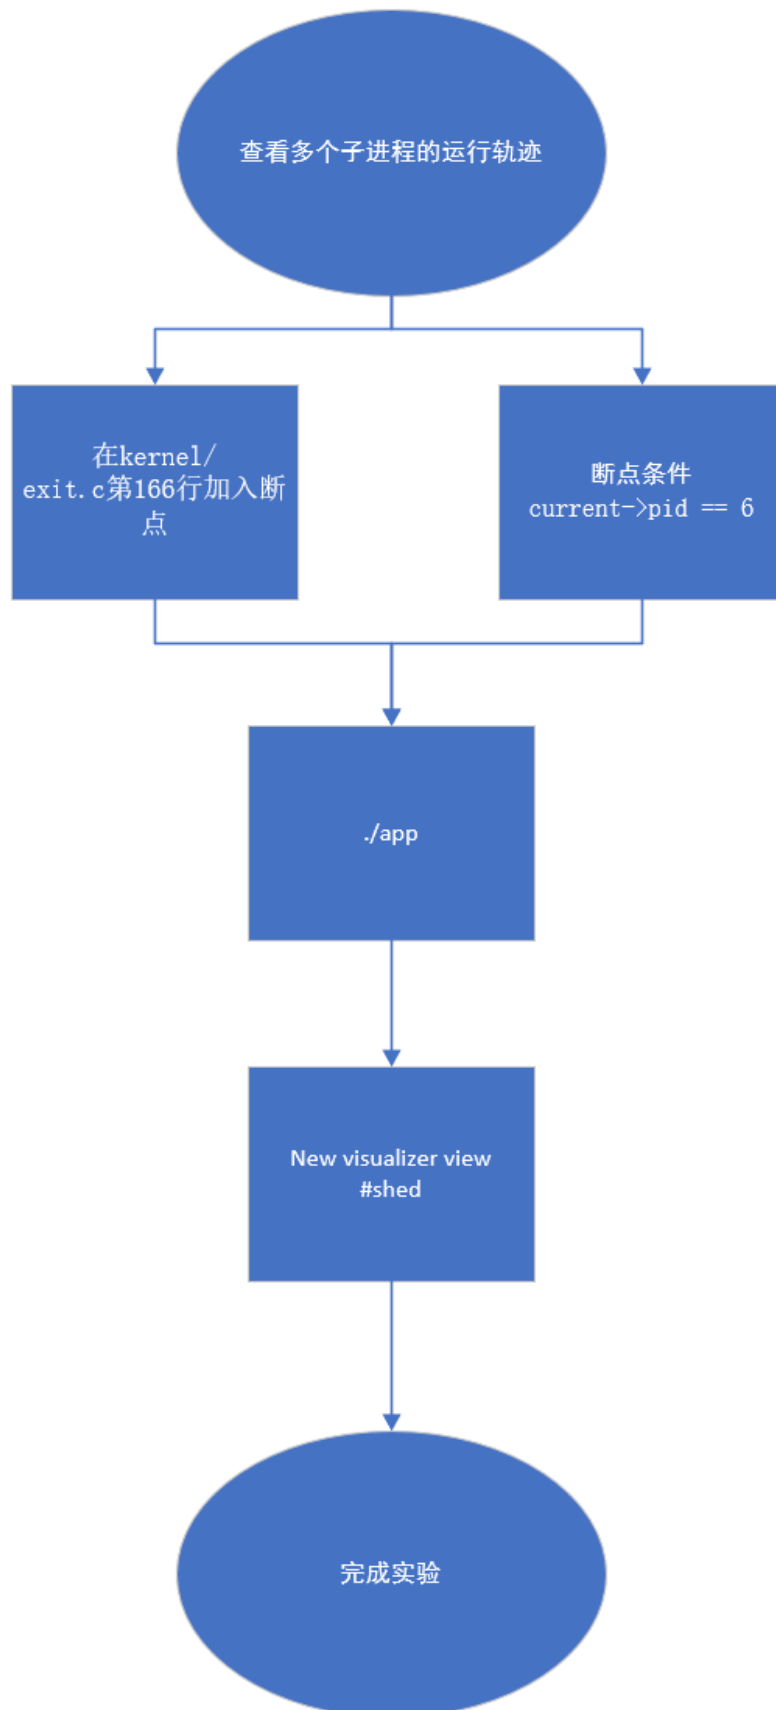 查看多个子进程的运行轨迹
在kernel/
exit.c第166行加入断
点
断点条件
current->pid == 6
./app
New visualizer view
#shed
完成实验